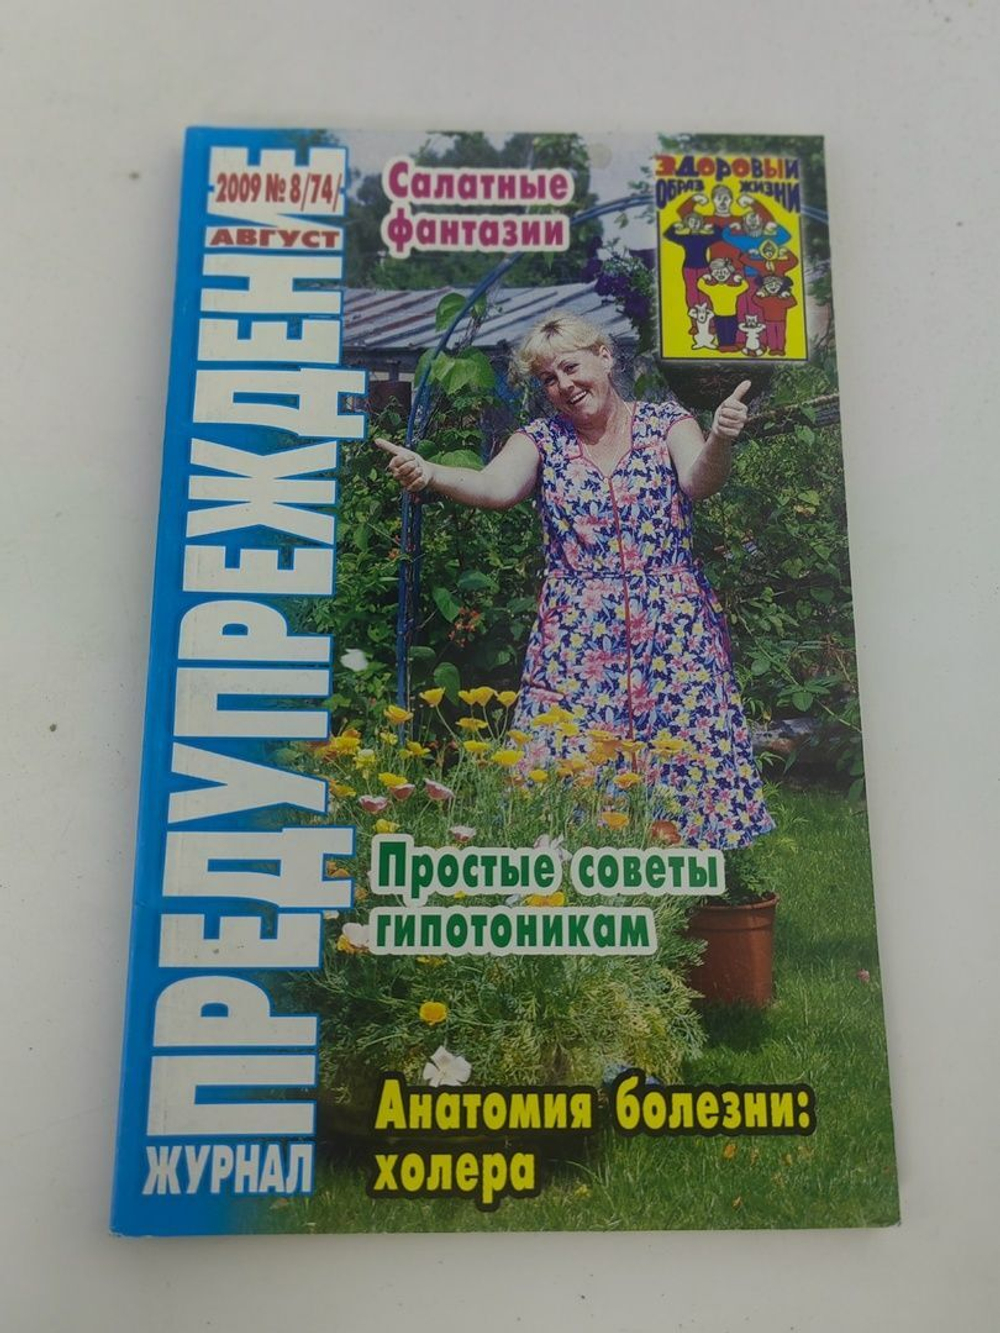 2009 № 8/74/
АВГУСТ
ЖУРНАЛ
ПРЕДУПРЕЖДЕНИЕ
Салатные
фантазии
ЗДОРОВЫЙ
ОБРАЗ ЖИЗНИ
Простые советы
гипотоникам
Анатомия болезни:
холера